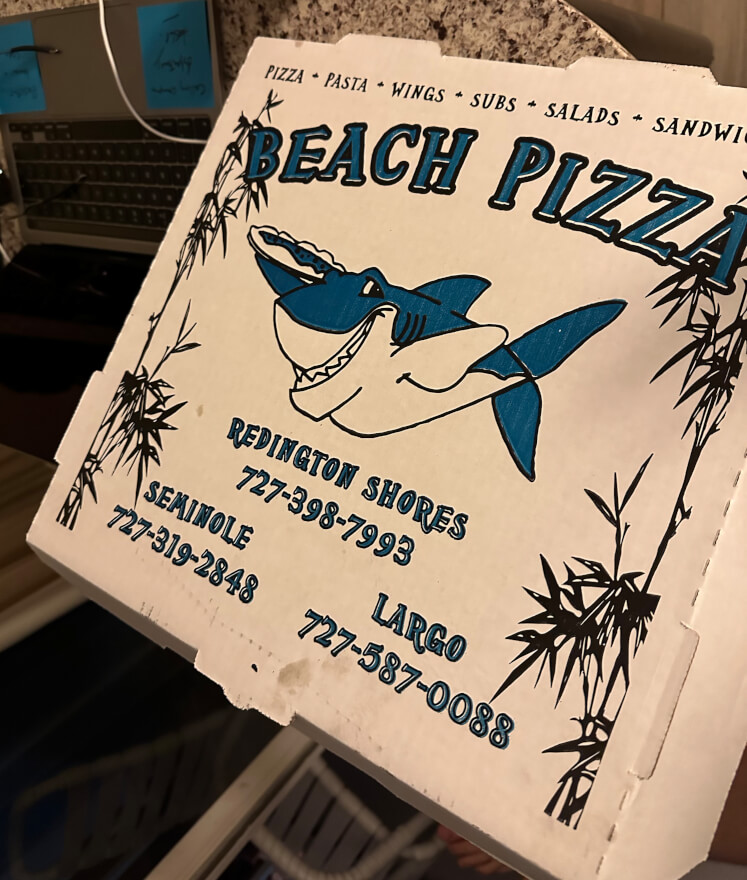 PIZZA + PASTA + WINGS + SUBS + SALADS + SANDWIC
BEACH PIZZA
REDINGTON SHORES
727-398-7993
SEMINOLE
727-319-2848
LARGO
727-587-0088